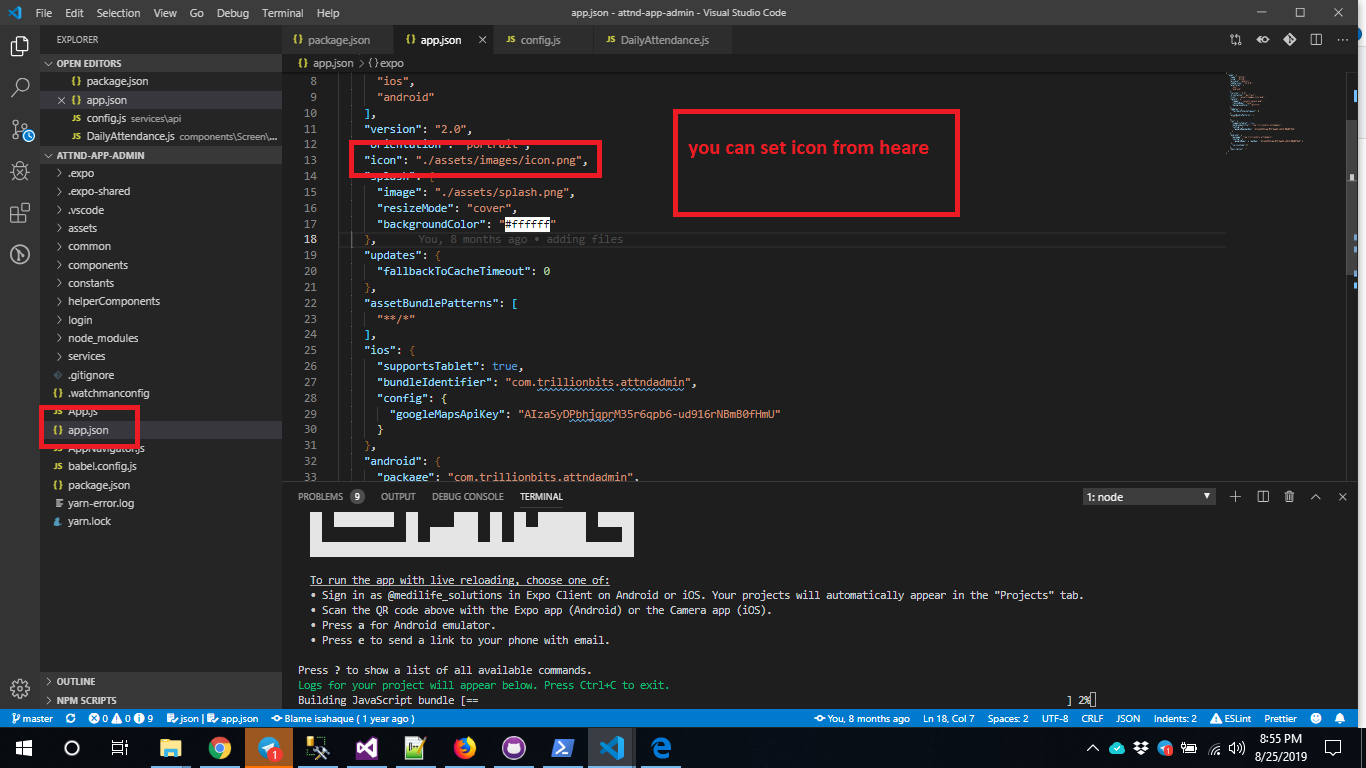 File Edit Selection View Go Debug Terminal Help
app.json - attnd-app-admin - Visual Studio Code
EXPLORER
OPEN EDITORS
{} package.json
{} app.json
JS config.js services\api
JS DailyAttendance.js components\Screen\...
ATTND-APP-ADMIN
.expo
.expo-shared
.vscode
assets
common
components
constants
helperComponents
login
node_modules
services
.gitignore
{} .watchmanconfig
JS App.js
{} app.json
JS AppNavigator.js
JS babel.config.js
{} package.json
yarn-error.log
yarn.lock
OUTLINE
NPM SCRIPTS
{} package.json {} app.json JS config.js JS DailyAttendance.js
{} app.json > {} expo
8 "ios",
9 "android"
10 ],
11 "version": "2.0",
12 "orientation": "portrait",
13 "icon": "./assets/images/icon.png",
14 "splash": {
15 "image": "./assets/splash.png",
16 "resizeMode": "cover",
17 "backgroundColor": "#ffffff"
18 }, You, 8 months ago • adding files
19 "updates": {
20 "fallbackToCacheTimeout": 0
21 },
22 "assetBundlePatterns": [
23 "**/*"
24 ],
25 "ios": {
26 "supportsTablet": true,
27 "bundleIdentifier": "com.trillionbits.attndadmin",
28 "config": {
29 "googleMapsApiKey": "AIzaSyDPbhjgprM35r6qpb6-ud916rNBmB0fHmU"
30 }
31 },
32 "android": {
33 "package": "com.trillionbits.attndadmin",
you can set icon from heare
PROBLEMS 9 OUTPUT DEBUG CONSOLE TERMINAL
1: node
To run the app with live reloading, choose one of:
• Sign in as @medilife_solutions in Expo Client on Android or iOS. Your projects will automatically appear in the "Projects" tab.
• Scan the QR code above with the Expo app (Android) or the Camera app (iOS).
• Press a for Android emulator.
• Press e to send a link to your phone with email.
Press ? to show a list of all available commands.
Logs for your project will appear below. Press Ctrl+C to exit.
Building JavaScript bundle [== ] 2%
master 0 0 9 json | app.json Blame isahaque ( 1 year ago ) You, 8 months ago Ln 18, Col 7 Spaces: 2 UTF-8 CRLF JSON Indents: 2 ESLint Prettier
1
1
8:55 PM
8/25/2019